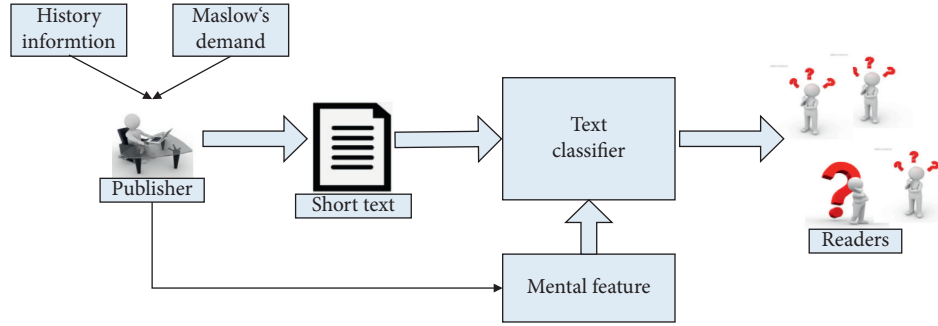 History
informtion
Maslow's
demand
Publisher
Short text
Text
classifier
Mental feature
Readers